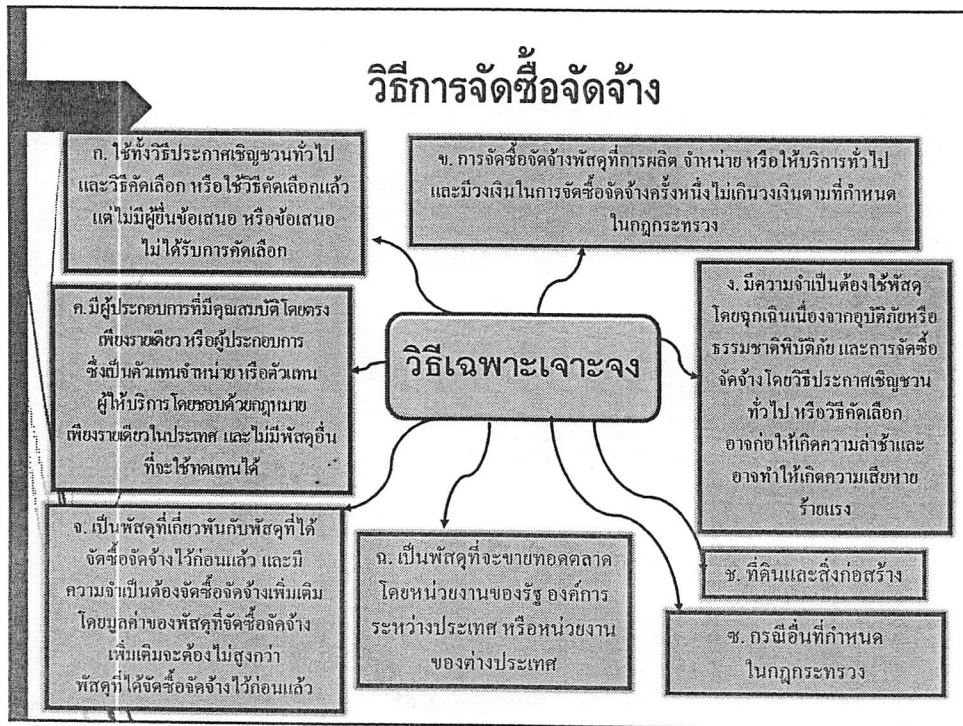 วิธีการจัดซื้อจัดจ้าง
ก. ใช้ทั้งวิธีประกาศเชิญชวนทั่วไป
และวิธีคัดเลือก หรือใช้วิธีคัดเลือกแล้ว
แต่ไม่มีผู้ยื่นข้อเสนอ หรือข้อเสนอ
ไม่ได้รับการคัดเลือก
ข. การจัดซื้อจัดจ้างพัสดุที่การผลิต จำหน่าย หรือให้บริการทั่วไป
และมีวงเงินในการจัดซื้อจัดจ้างครั้งหนึ่งไม่เกินวงเงินตามที่กำหนด
ในกฎกระทรวง
ค. มีผู้ประกอบการที่มีคุณสมบัติโดยตรง
เพียงรายเดียว หรือผู้ประกอบการ
ซึ่งเป็นตัวแทนจำหน่าย หรือตัวแทน
ผู้ให้บริการโดยชอบด้วยกฎหมาย
เพียงรายเดียวในประเทศ และไม่มีพัสดุอื่น
ที่จะใช้ทดแทนได้
วิธีเฉพาะเจาะจง
ง. มีความจำเป็นต้องใช้พัสดุ
โดยฉุกเฉินเนื่องจากอุบัติภัยหรือ
ธรรมชาติพิบัติภัย และการจัดซื้อ
จัดจ้างโดยวิธีประกาศเชิญชวน
ทั่วไป หรือวิธีคัดเลือก
อาจก่อให้เกิดความล่าช้าและ
อาจทำให้เกิดความเสียหาย
ร้ายแรง
จ. เป็นพัสดุที่เกี่ยวพันกับพัสดุที่ได้
จัดซื้อจัดจ้างไว้ก่อนแล้ว และมี
ความจำเป็นต้องจัดซื้อจัดจ้างเพิ่มเติม
โดยมูลค่าของพัสดุที่จัดซื้อจัดจ้าง
เพิ่มเติมจะต้องไม่สูงกว่า
พัสดุที่ได้จัดซื้อจัดจ้างไว้ก่อนแล้ว
ฉ. เป็นพัสดุที่จะขายทอดตลาด
โดยหน่วยงานของรัฐ องค์การ
ระหว่างประเทศ หรือหน่วยงาน
ของต่างประเทศ
ช. ที่ดินและสิ่งก่อสร้าง
ซ. กรณีอื่นที่กำหนด
ในกฎกระทรวง